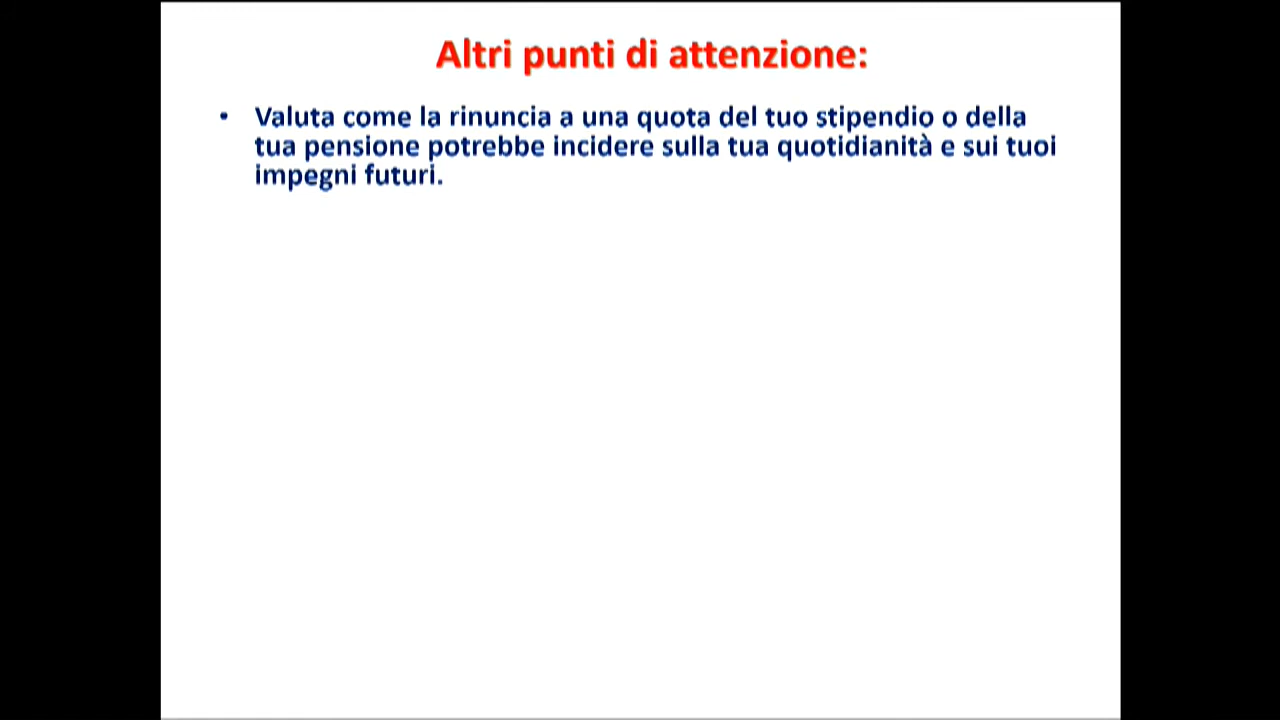 Altri punti di attenzione:
• Valuta come la rinuncia a una quota del tuo stipendio o della
tua pensione potrebbe incidere sulla tua quotidianità e sui tuoi
impegni futuri.